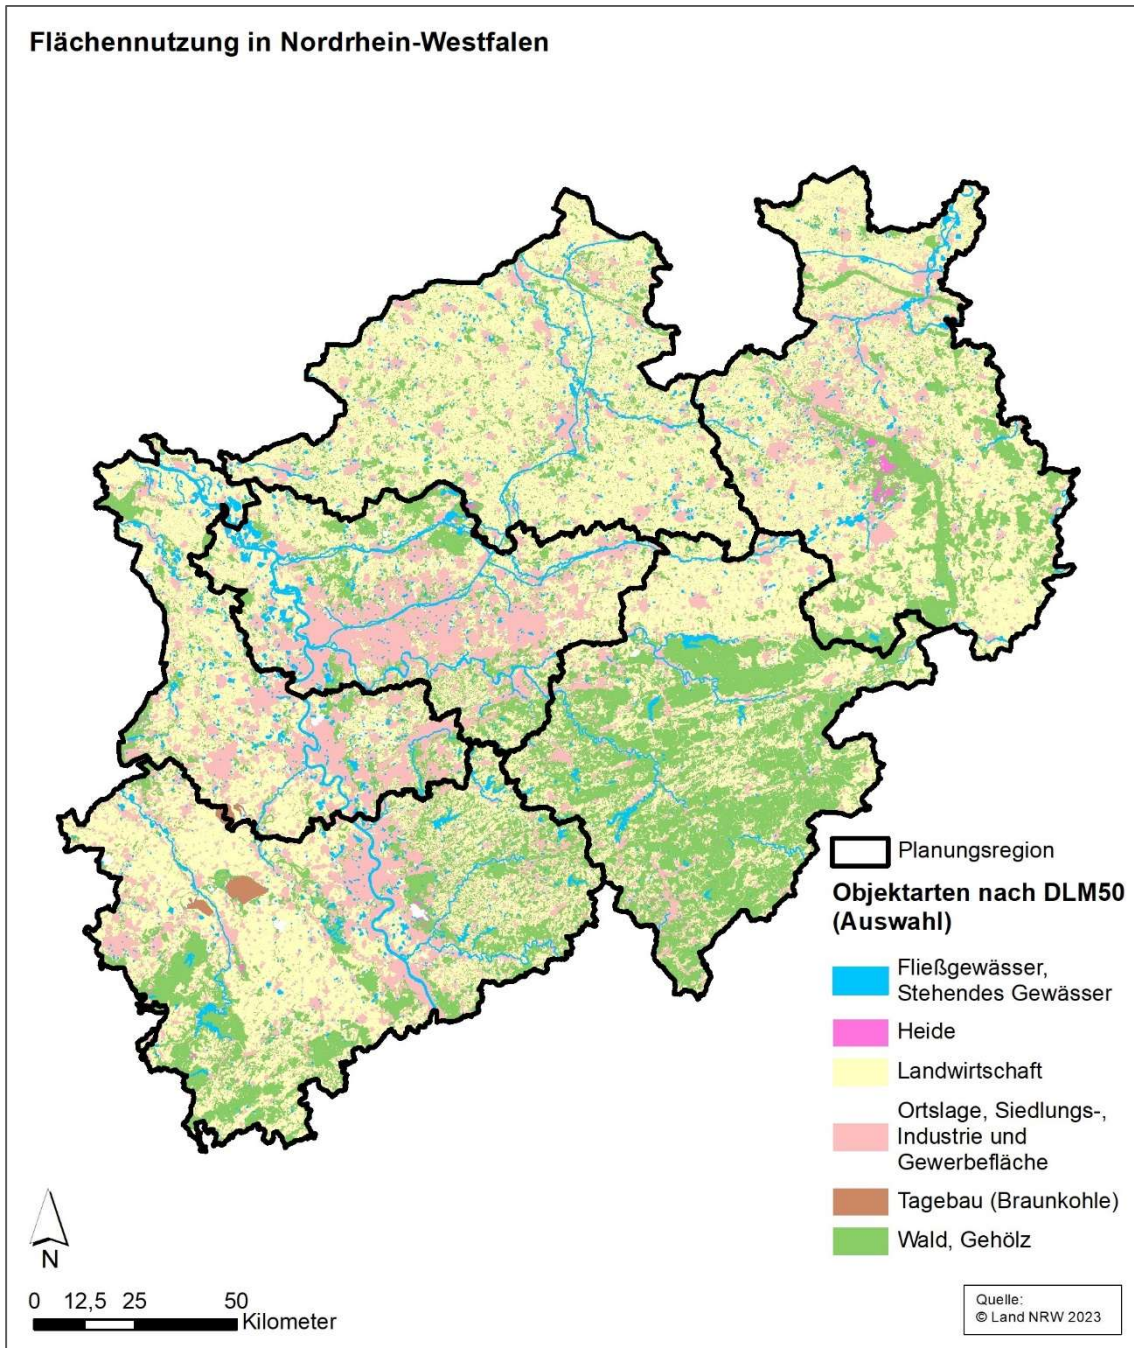 Flächennutzung in Nordrhein-Westfalen
Planungsregion
Objektarten nach DLM50
(Auswahl)
Fließgewässer,
Stehendes Gewässer
Heide
Landwirtschaft
Ortslage, Siedlungs-,
Industrie und
Gewerbefläche
Tagebau (Braunkohle)
Wald, Gehölz
N
0 12,5 25 50
Kilometer
Quelle:
© Land NRW 2023